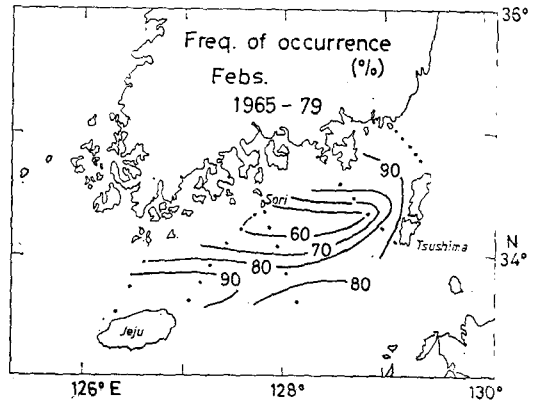 36°
Freq. of occurrence
(%)
Febs.
1965 - 79
90
Sori
60
70
Tsushima
N
34°
80
90
80
Jeju
126°E
128°
130°